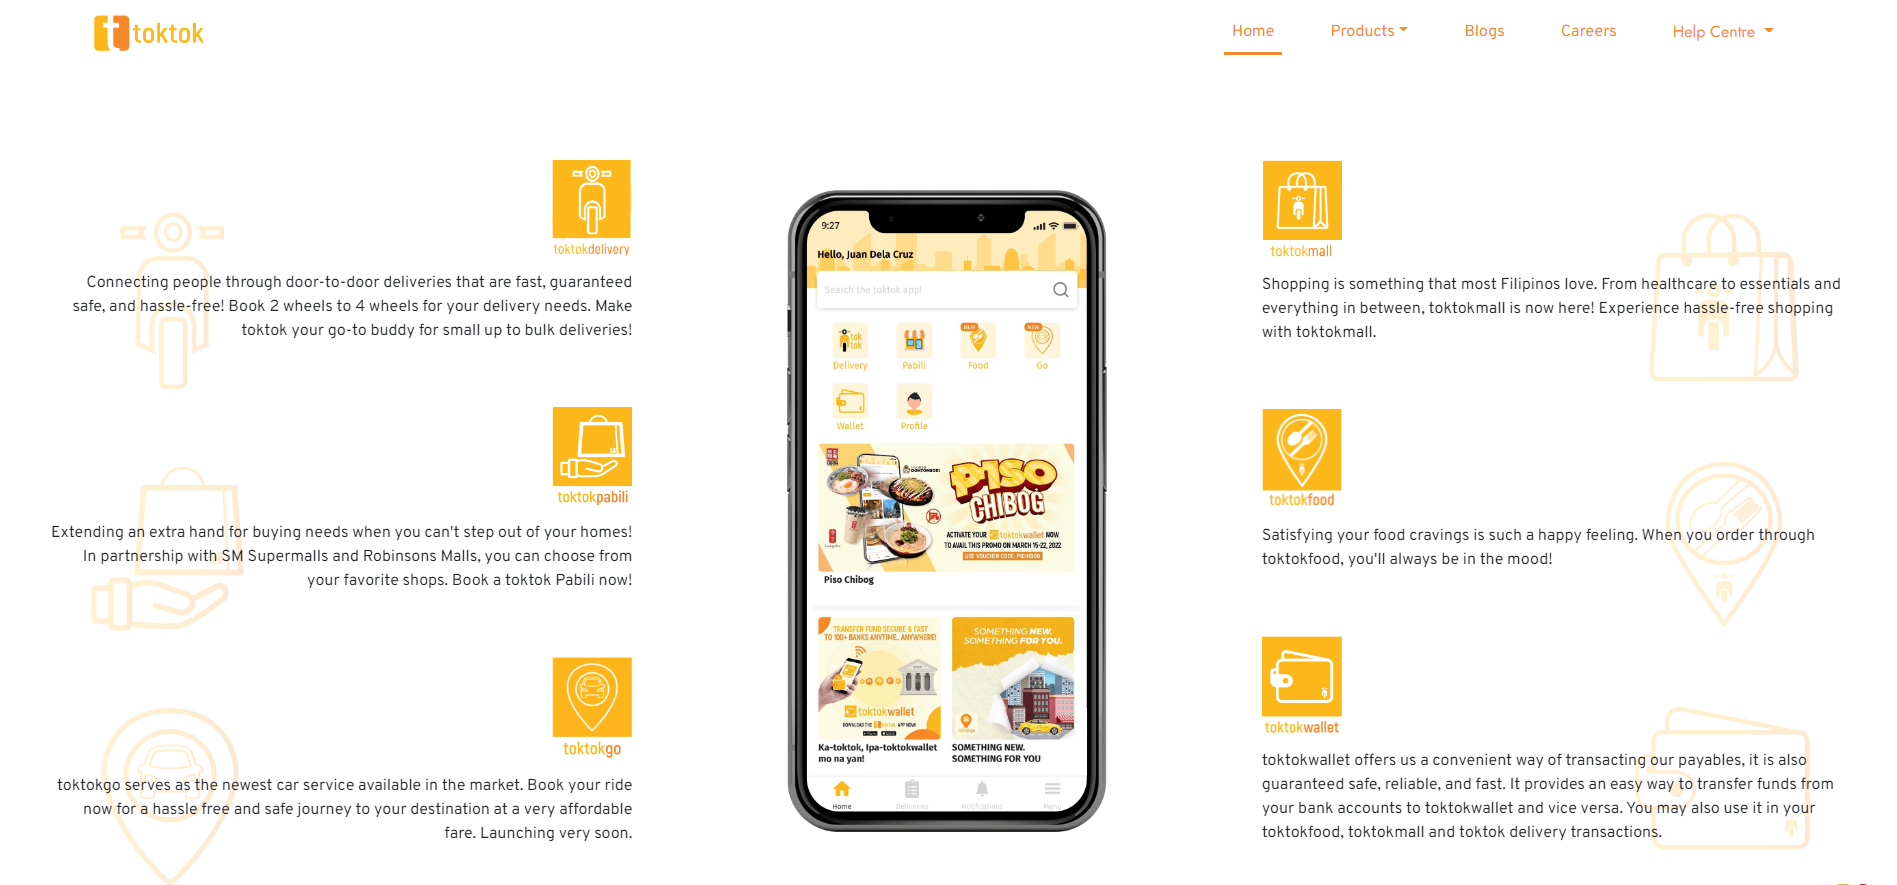 toktok
Home
Products
Blogs
Careers
Help Centre
toktokdelivery
Connecting people through door-to-door deliveries that are fast, guaranteed
safe, and hassle-free! Book 2 wheels to 4 wheels for your delivery needs. Make
toktok your go-to buddy for small up to bulk deliveries!
toktokpabili
Extending an extra hand for buying needs when you can't step out of your homes!
In partnership with SM Supermalls and Robinsons Malls, you can choose from
your favorite shops. Book a toktok Pabili now!
toktokgo
toktokgo serves as the newest car service available in the market. Book your ride
now for a hassle free and safe journey to your destination at a very affordable
fare. Launching very soon.
9:27
Hello, Juan Dela Cruz
Search the toktok app!
tok
tok
NEW
NEW
Delivery
Pabili
Food
Go
Wallet
Profile
DOHTONBORI
PISO
CHIBOG
ACTIVATE YOUR toktokwallet NOW
TO AVAIL THIS PROMO ON MARCH 15-22, 2022
USE VOUCHER CODE: P1CHIBOG
Piso Chibog
TRANSFER FUND SECURE & FAST
TO 100+ BANKS ANYTIME.. ANYWHERE!
toktokwallet
DOWNLOAD THE toktok APP NOW
Ka-toktok, Ipa-toktokwallet
mo na yan!
SOMETHING NEW.
SOMETHING FOR YOU.
toktokgo
SOMETHING NEW.
SOMETHING FOR YOU
Home
Deliveries
Notifications
Menu
toktokmall
Shopping is something that most Filipinos love. From healthcare to essentials and
everything in between, toktokmall is now here! Experience hassle-free shopping
with toktokmall.
toktokfood
Satisfying your food cravings is such a happy feeling. When you order through
toktokfood, you'll always be in the mood!
toktokwallet
toktokwallet offers us a convenient way of transacting our payables, it is also
guaranteed safe, reliable, and fast. It provides an easy way to transfer funds from
your bank accounts to toktokwallet and vice versa. You may also use it in your
toktokfood, toktokmall and toktok delivery transactions.